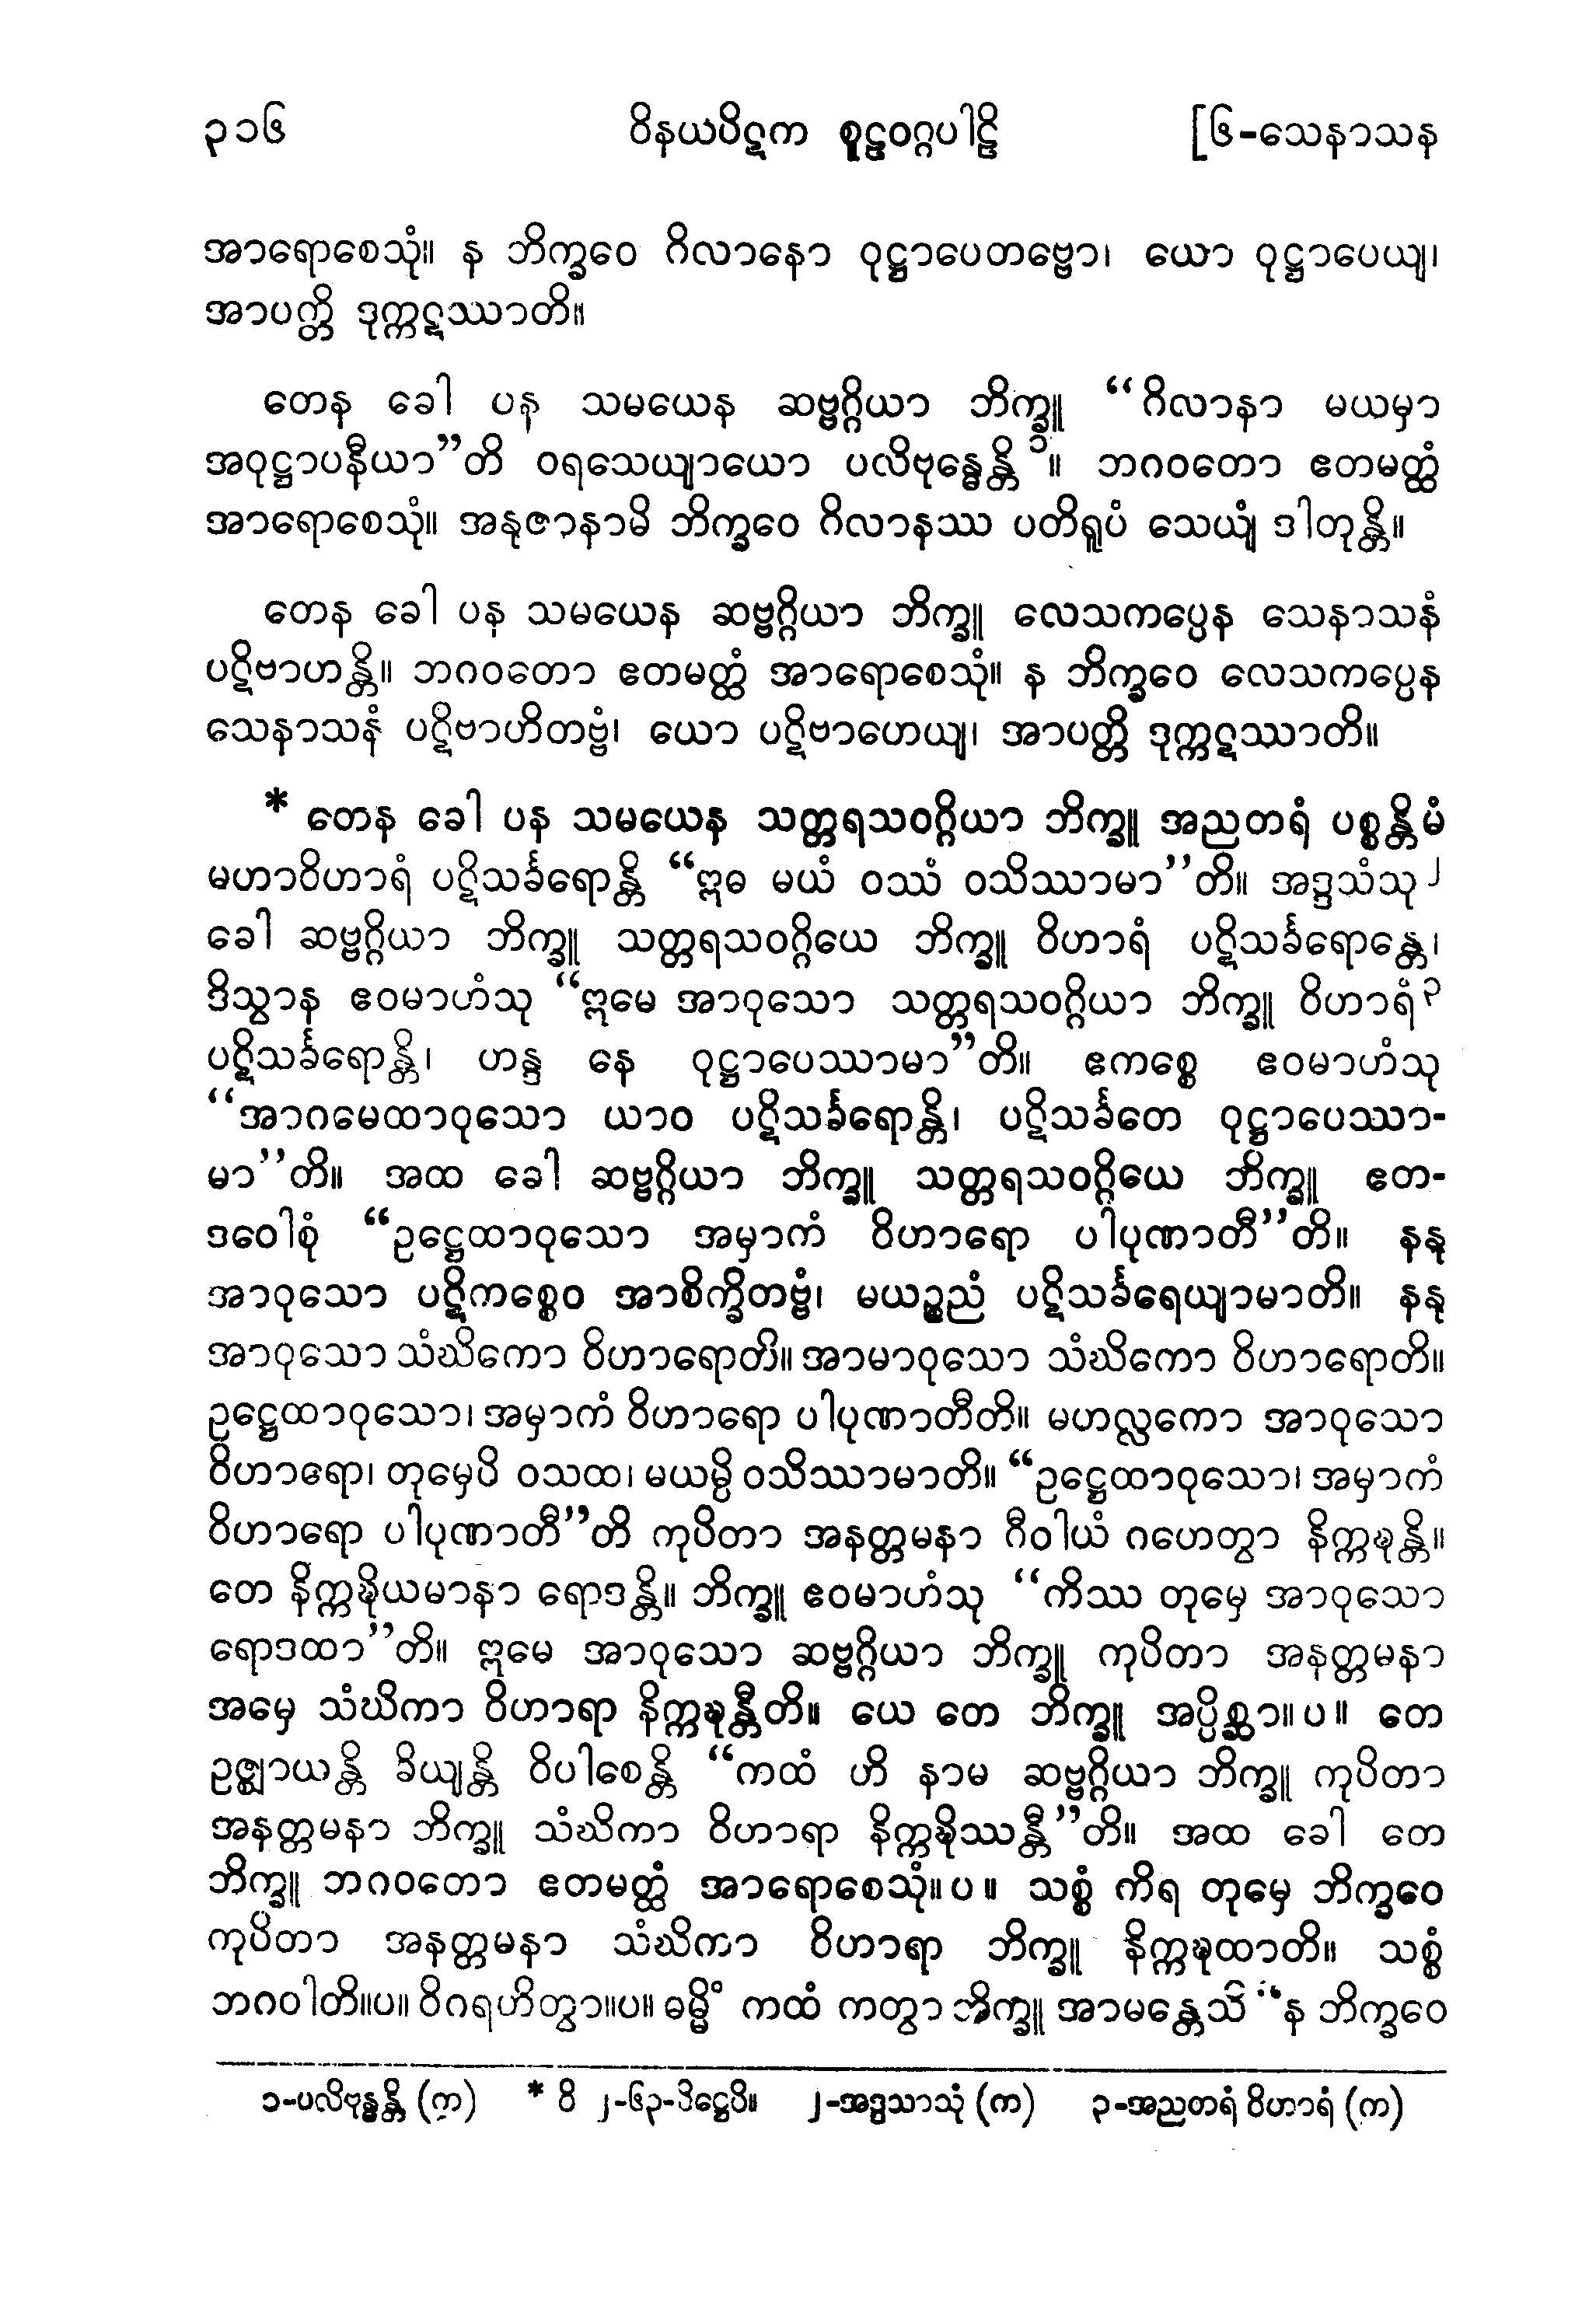 ၃၁၆ ဝိနယပိဋက စူဠဝဂ္ဂပါဠိ [၆-သေနာသန
အာရောစေသုံ။ န ဘိက္ခဝေ ဂိလာနော ဝုဋ္ဌာပေတဗ္ဗော၊ ယော ဝုဋ္ဌာပေယျ၊
အာပတ္တိ ဒုက္ကဋဿာတိ။
တေန ခေါ ပန သမယေန ဆဗ္ဗဂ္ဂိယာ ဘိက္ခူ “ဂိလာနာ မယမှာ
အဝုဋ္ဌာပနီယာ”တိ ဝရသေယျာယော ပလိဗုန္ဓေန္တိ ၁။ ဘဂဝတော ဧတမတ္ထံ
အာရောစေသုံ။ အနုဇာနာမိ ဘိက္ခဝေ ဂိလာနဿ ပတိရူပံ သေယျံ ဒါတုန္တိ။
တေန ခေါ ပန သမယေန ဆဗ္ဗဂ္ဂိယာ ဘိက္ခူ လေသကပ္ပေန သေနာသနံ
ပဋိဗာဟန္တိ။ ဘဂဝတော ဧတမတ္ထံ အာရောစေသုံ။ န ဘိက္ခဝေ လေသကပ္ပေန
သေနာသနံ ပဋိဗာဟိတဗ္ဗံ၊ ယော ပဋိဗာဟေယျ၊ အာပတ္တိ ဒုက္ကဋဿာတိ။
* တေန ခေါ ပန သမယေန သတ္တရသဝဂ္ဂိယာ ဘိက္ခူ အညတရံ ပစ္စန္တိမံ
မဟာဝိဟာရံ ပဋိသင်္ခရောန္တိ “ဣဓ မယံ ဝဿံ ဝသိဿာမာ”တိ။ အဒ္ဒသံသု ၂
ခေါ ဆဗ္ဗဂ္ဂိယာ ဘိက္ခူ သတ္တရသဝဂ္ဂိယေ ဘိက္ခူ ဝိဟာရံ ပဋိသင်္ခရောန္တေ၊
ဒိသွာန ဧဝမာဟံသု “ဣမေ အာဝုသော သတ္တရသဝဂ္ဂိယာ ဘိက္ခူ ဝိဟာရံ ၃
ပဋိသင်္ခရောန္တိ၊ ဟန္ဒ နေ ဝုဋ္ဌာပေဿာမာ”တိ။ ဧကစ္စေ ဧဝမာဟံသု
“အာဂမေထာဝုသော ယာဝ ပဋိသင်္ခရောန္တိ၊ ပဋိသင်္ခတေ ဝုဋ္ဌာပေဿာ-
မာ”တိ။ အထ ခေါ ဆဗ္ဗဂ္ဂိယာ ဘိက္ခူ သတ္တရသဝဂ္ဂိယေ ဘိက္ခူ ဧတ-
ဒဝေါစုံ “ဥဋ္ဌေထာဝုသော အမှာကံ ဝိဟာရော ပါပုဏာတီ”တိ။ နနု
အာဝုသော ပဋိကစ္စေဝ အာစိက္ခိတဗ္ဗံ၊ မယဉ္စညံ ပဋိသင်္ခရေယျာမာတိ။ နနု
အာဝုသော သံဃိကော ဝိဟာရောတိ။ အာမာဝုသော သံဃိကော ဝိဟာရောတိ။
ဥဋ္ဌေထာဝုသော၊ အမှာကံ ဝိဟာရော ပါပုဏာတီတိ။ မဟလ္လကော အာဝုသော
ဝိဟာရော၊ တုမှေပိ ဝသထ၊ မယမ္ပိ ဝသိဿာမာတိ။ “ဥဋ္ဌေထာဝုသော၊ အမှာကံ
ဝိဟာရော ပါပုဏာတီ”တိ ကုပိတာ အနတ္တမနာ ဂီဝါယံ ဂဟေတွာ နိက္ကဍ္ဎန္တိ။
တေ နိက္ကဍ္ဎိယမာနာ ရောဒန္တိ။ ဘိက္ခူ ဧဝမာဟံသု “ကိဿ တုမှေ အာဝုသော
ရောဒထာ”တိ။ ဣမေ အာဝုသော ဆဗ္ဗဂ္ဂိယာ ဘိက္ခူ ကုပိတာ အနတ္တမနာ
အမှေ သံဃိကာ ဝိဟာရာ နိက္ကဍ္ဎန္တီတိ။ ယေ တေ ဘိက္ခူ အပ္ပိစ္ဆာ။ပ။ တေ
ဥဇ္ဈာယန္တိ ခိယျန္တိ ဝိပါစေန္တိ “ကထံ ဟိ နာမ ဆဗ္ဗဂ္ဂိယာ ဘိက္ခူ ကုပိတာ
အနတ္တမနာ ဘိက္ခူ သံဃိကာ ဝိဟာရာ နိက္ကဍ္ဎိဿန္တီ”တိ။ အထ ခေါ တေ
ဘိက္ခူ ဘဂဝတော ဧတမတ္ထံ အာရောစေသုံ။ပ။ သစ္စံ ကိရ တုမှေ ဘိက္ခဝေ
ကုပိတာ အနတ္တမနာ သံဃိကာ ဝိဟာရာ ဘိက္ခူ နိက္ကဍ္ဎထာတိ။ သစ္စံ
ဘဂဝါတိ။ပ။ ဝိဂရဟိတွာ။ပ။ ဓမ္မိံ ကထံ ကတွာ ဘိက္ခူ အာမန္တေသိ “န ဘိက္ခဝေ
၁-ပလိဗုန္ဓန္တိ (က) * ဝိ ၂-၆၃-ပိဋ္ဌေပိ။ ၂-အဒ္ဒသာသုံ (က) ၃-အညတရံ ဝိဟာရံ (က)